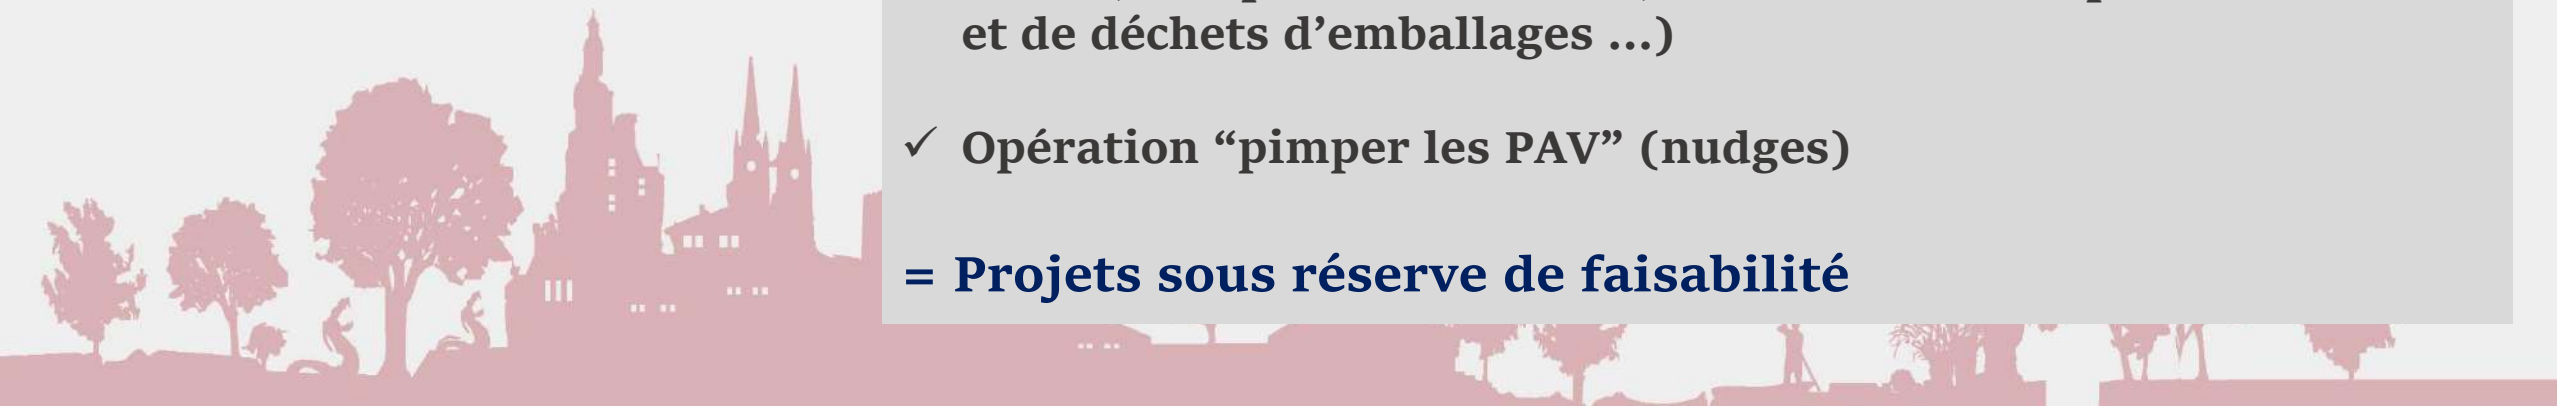 et de déchets d’emballages ...)
✓ Opération “pimper les PAV” (nudges)
= Projets sous réserve de faisabilité